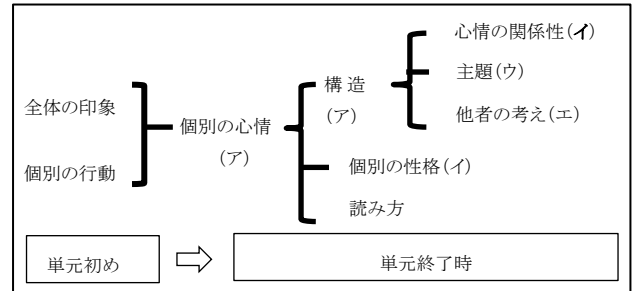 心情の関係性(イ)
構 造
主題(ウ)
全体の印象
(ア)
他者の考え(エ)
個別の心情
(ア)
個別の行動
個別の性格(イ)
読み方
単元初め
単元終了時